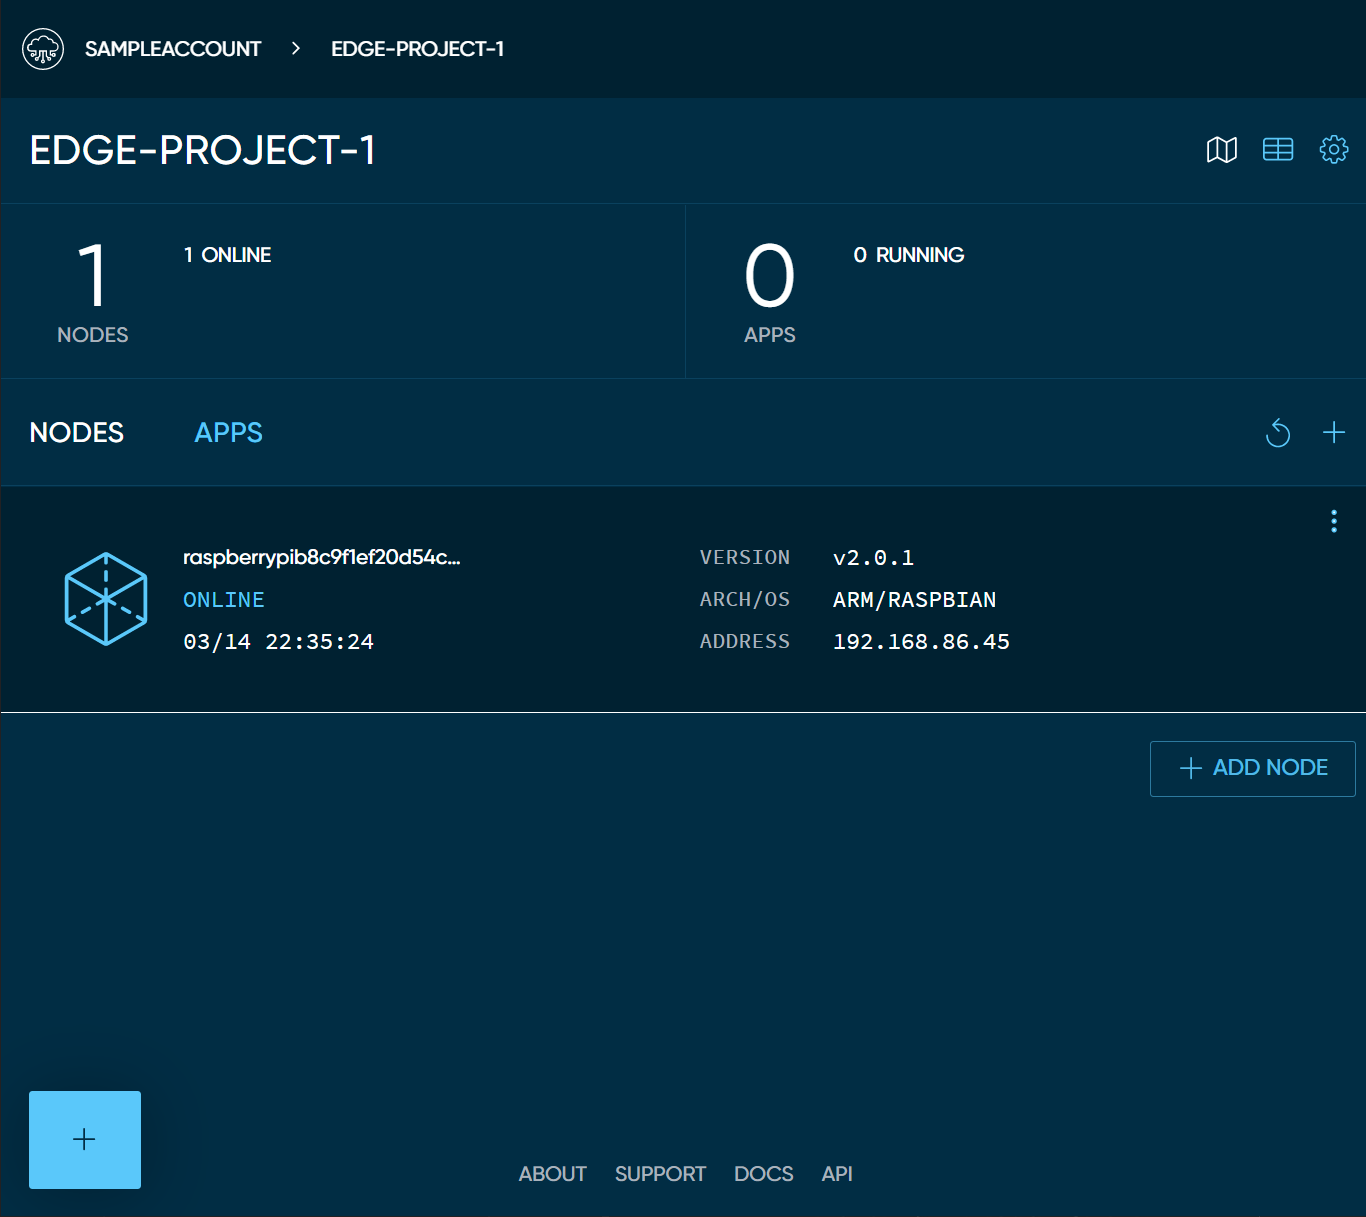 SAMPLEACCOUNT > EDGE-PROJECT-1
EDGE-PROJECT-1
1 1 ONLINE
NODES
0 0 RUNNING
APPS
NODES APPS
raspberrypib8c9f1ef20d54c...
ONLINE
03/14 22:35:24
VERSION v2.0.1
ARCH/OS ARM/RASPBIAN
ADDRESS 192.168.86.45
ADD NODE
ABOUT SUPPORT DOCS API